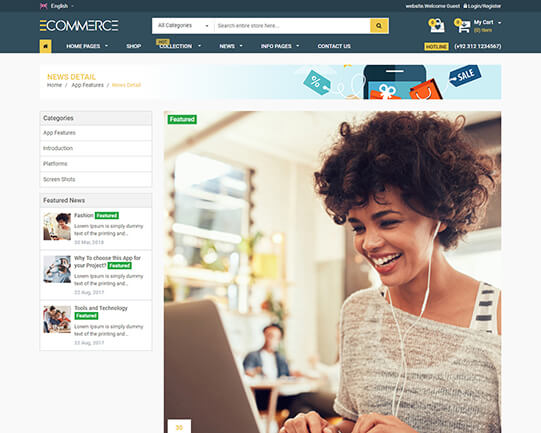 English
website.Welcome Guest Login/Register
ECOMMERCE
All Categories
Search entire store here...
0
0
My Cart
(0) Item
HOT
HOME PAGES SHOP COLLECTION NEWS INFO PAGES CONTACT US
HOTLINE (+92 312 1234567)
NEWS DETAIL
Home / App Features / News Detail
%
SALE
Categories
App Features
Introduction
Platforms
Screen Shots
Featured News
Fashion Featured
Lorem Ipsum is simply dummy
text of the printing and...
30 Mar, 2018
Why To choose this App for
your Project? Featured
Lorem Ipsum is simply dummy
text of the printing and...
22 Aug, 2017
Tools and Technology
Featured
Lorem Ipsum is simply dummy
text of the printing and...
22 Aug, 2017
Featured
30